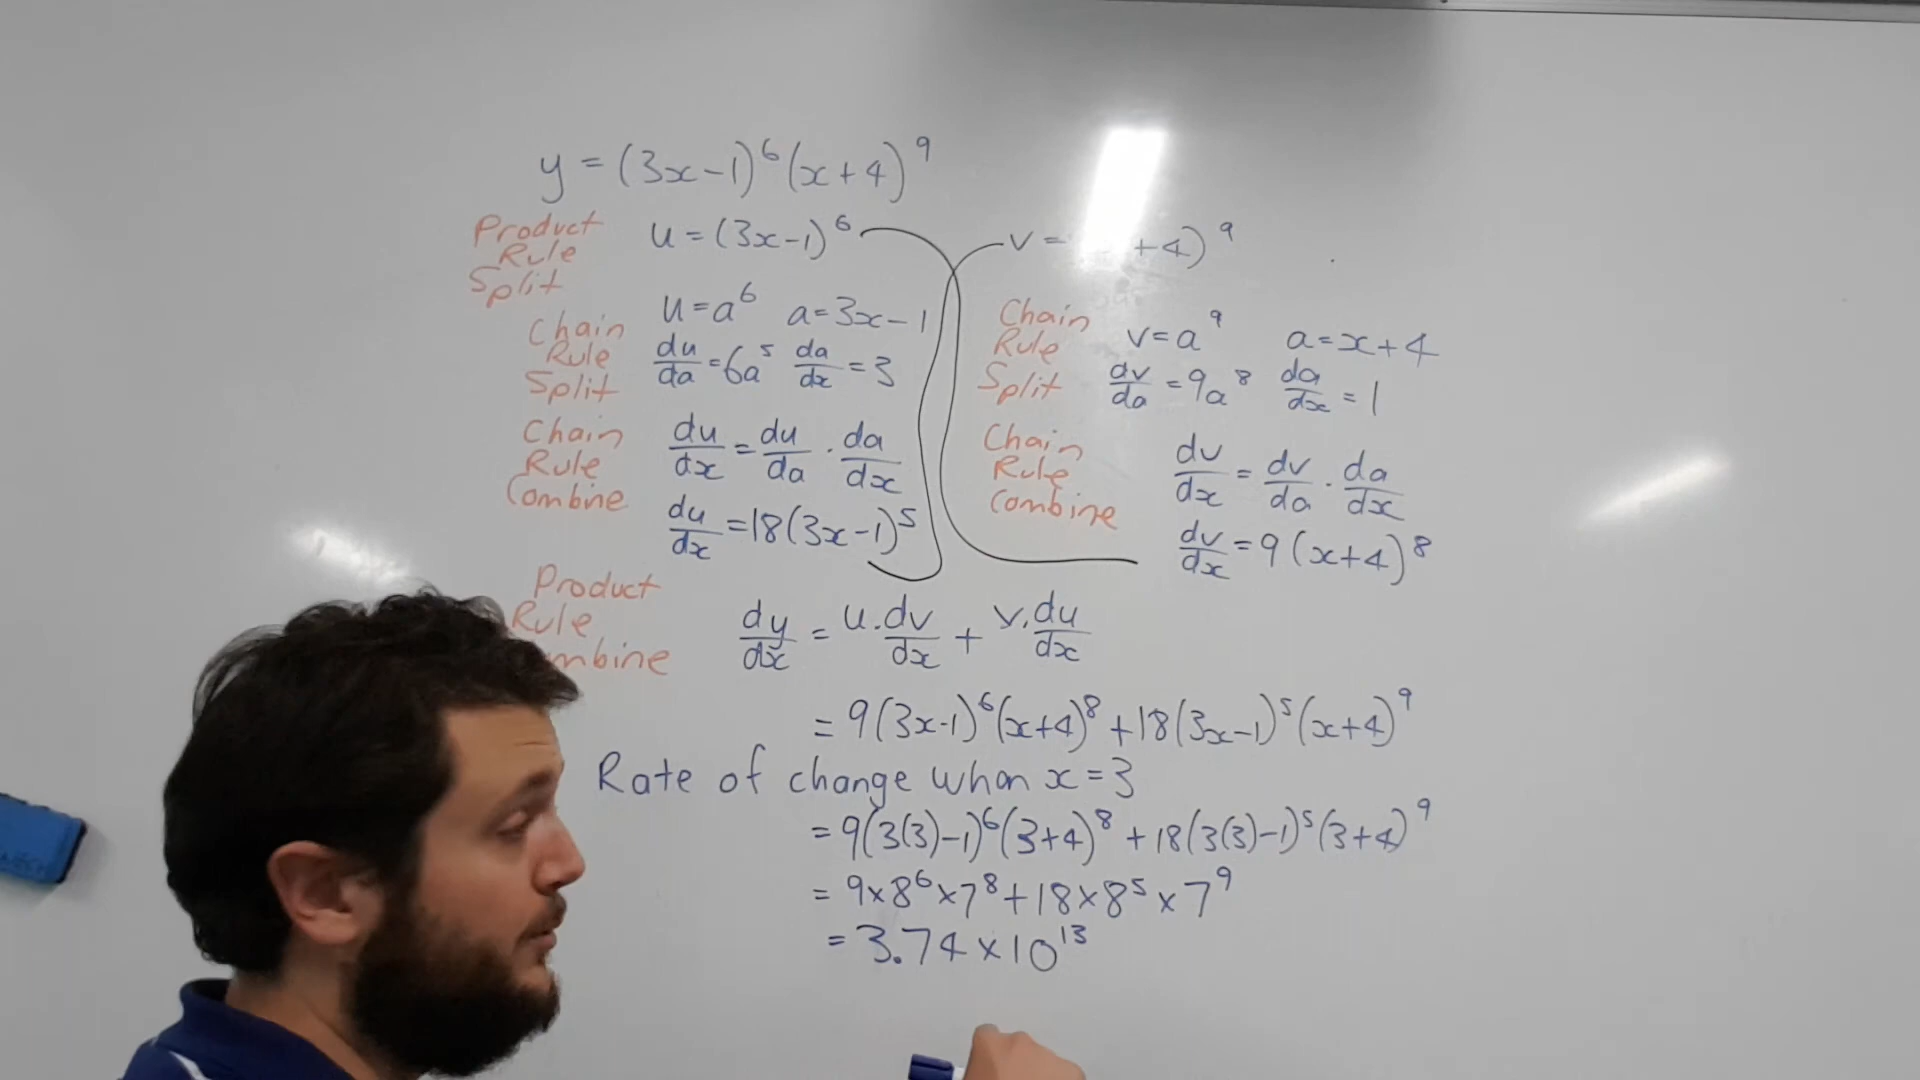 y = (3x-1)^6 (x+4)^9
Product Rule Split
u = (3x-1)^6
v = +4)^9
Chain Rule Split
u = a^6 a = 3x-1
du/da = 6a^5 da/dx = 3
Chain Rule Split
v = a^9 a = x+4
dv/da = 9a^8 da/dx = 1
Chain Rule Combine
du/dx = du/da . da/dx
du/dx = 18(3x-1)^5
Chain Rule Combine
dv/dx = dv/da . da/dx
dv/dx = 9(x+4)^8
Product Rule mbine
dy/dx = u.dv/dx + v.du/dx
= 9(3x-1)^6 (x+4)^8 + 18(3x-1)^5 (x+4)^9
Rate of change when x = 3
= 9(3(3)-1)^6 (3+4)^8 + 18(3(3)-1)^5 (3+4)^9
= 9×8^6×7^8 + 18×8^5×7^9
= 3.74×10^13